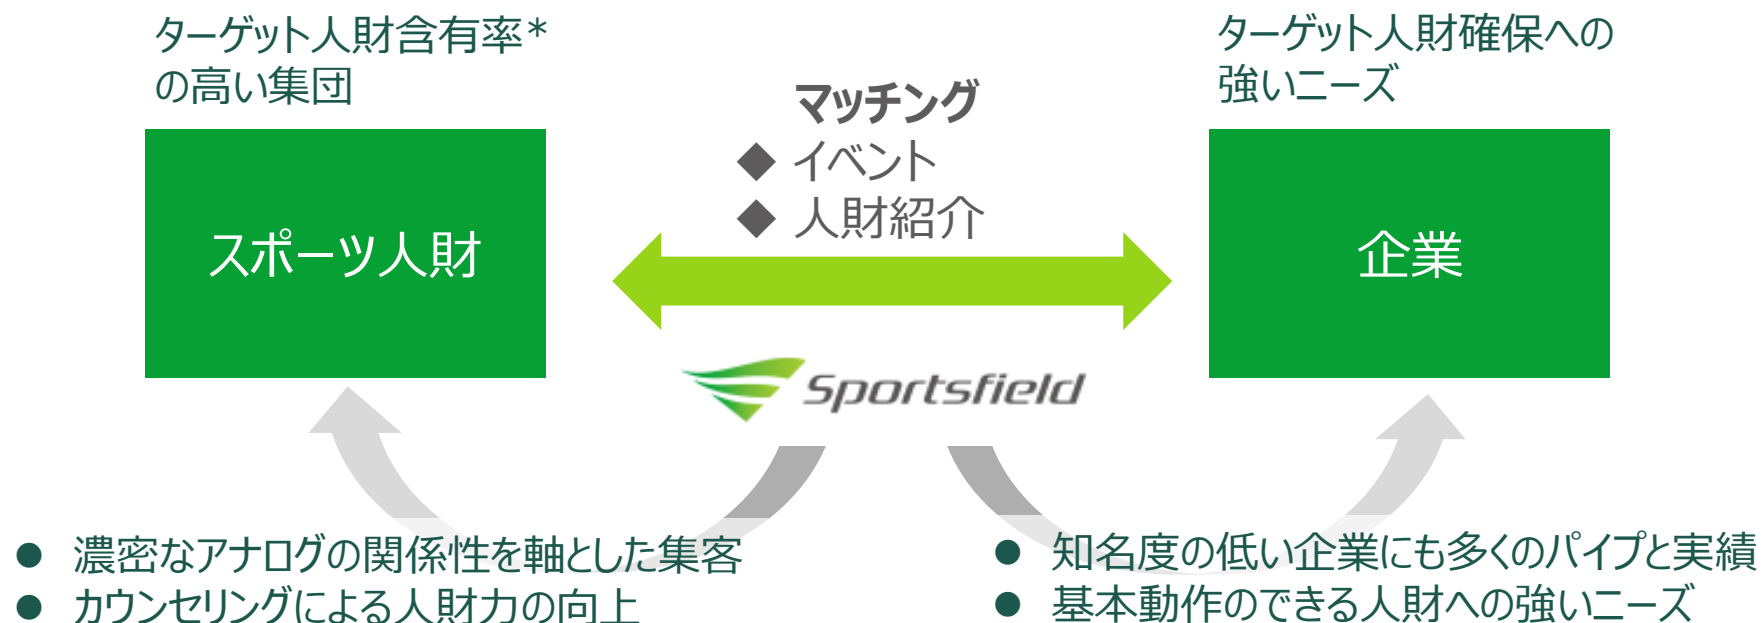 ターゲット人財含有率*
の高い集団
スポーツ人財
マッチング
◆ イベント
◆ 人財紹介
Sportsfield
ターゲット人財確保への
強いニーズ
企業
● 濃密なアナログの関係性を軸とした集客
● カウンセリングによる人財力の向上
● 知名度の低い企業にも多くのパイプと実績
● 基本動作のできる人財への強いニーズ